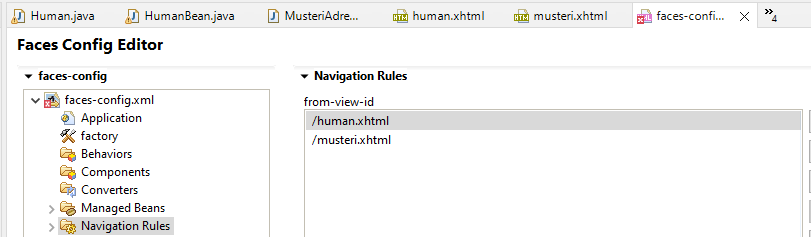 Human.java
HumanBean.java
MusteriAdre...
human.xhtml
musteri.xhtml
faces-confi...
»4
Faces Config Editor
faces-config
Navigation Rules
faces-config.xml
from-view-id
Application
/human.xhtml
factory
/musteri.xhtml
Behaviors
Components
Converters
Managed Beans
Navigation Rules